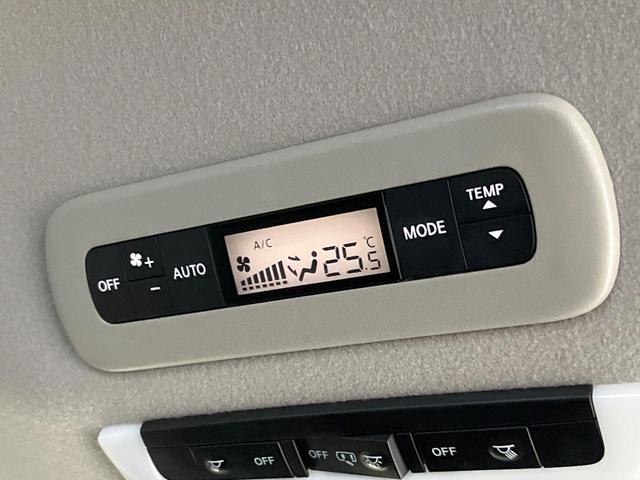 OFF
+
-
AUTO
A/C
25.5
°C
MODE
TEMP
OFF
OFF
OFF